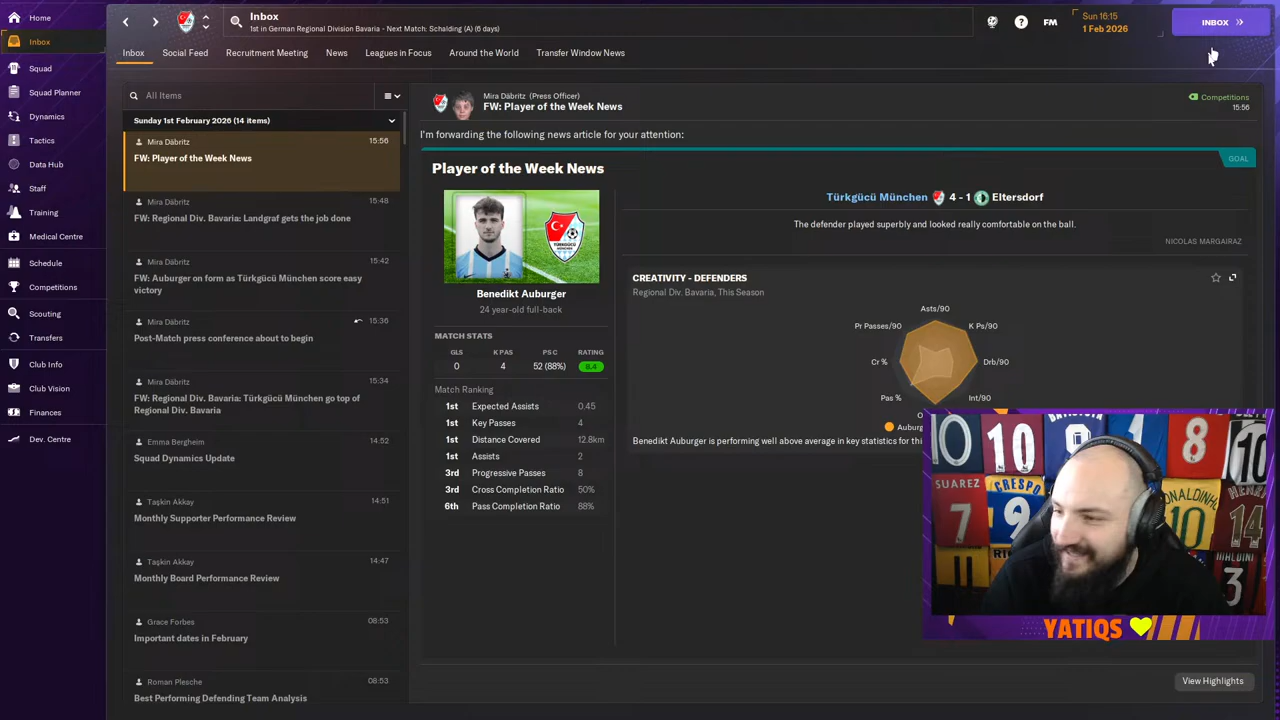 Home
Inbox
Squad
Squad Planner
Dynamics
Tactics
Data Hub
Staff
Training
Medical Centre
Schedule
Competitions
Scouting
Transfers
Club Info
Club Vision
Finances
Dev. Centre
Inbox
1st in German Regional Division Bavaria - Next Match: Schalding (A) (6 days)
FM
Sun 16:15
1 Feb 2026
INBOX
Inbox Social Feed Recruitment Meeting News Leagues in Focus Around the World Transfer Window News
All Items
Sunday 1st February 2026 (14 items)
Mira Däbritz 15:56
FW: Player of the Week News
Mira Däbritz 15:48
FW: Regional Div. Bavaria: Landgraf gets the job done
Mira Däbritz 15:42
FW: Auburger on form as Türkgücü München score easy
victory
Mira Däbritz 15:36
Post-Match press conference about to begin
Mira Däbritz 15:34
FW: Regional Div. Bavaria: Türkgücü München go top of
Regional Div. Bavaria
Emma Bergheim 14:52
Squad Dynamics Update
Taşkin Akkay 14:51
Monthly Supporter Performance Review
Taşkin Akkay 14:47
Monthly Board Performance Review
Grace Forbes 08:53
Important dates in February
Roman Plesche 08:53
Best Performing Defending Team Analysis
Mira Däbritz (Press Officer)
FW: Player of the Week News
Competitions
15:56
I'm forwarding the following news article for your attention:
GOAL
Player of the Week News
TÜRKGÜCÜ
MÜNCHEN
Benedikt Auburger
24 year-old full-back
MATCH STATS
GLS K PAS PS C RATING
0 4 52 (88%) 8.4
Match Ranking
1st Expected Assists 0.45
1st Key Passes 4
1st Distance Covered 12.8km
1st Assists 2
3rd Progressive Passes 8
3rd Cross Completion Ratio 50%
6th Pass Completion Ratio 88%
Türkgücü München 4 - 1 Eltersdorf
The defender played superbly and looked really comfortable on the ball.
NICOLAS MARGAIRAZ
CREATIVITY - DEFENDERS
Regional Div. Bavaria, This Season
Asts/90
Pr Passes/90
K Ps/90
Cr %
Drb/90
Pas %
Int/90
Auburg
Benedikt Auburger is performing well above average in key statistics for thi
10
10
8
10
SUAREZ
7
CRESPO
9
10
HENR
14
MALDINI
3
YATIQS
View Highlights